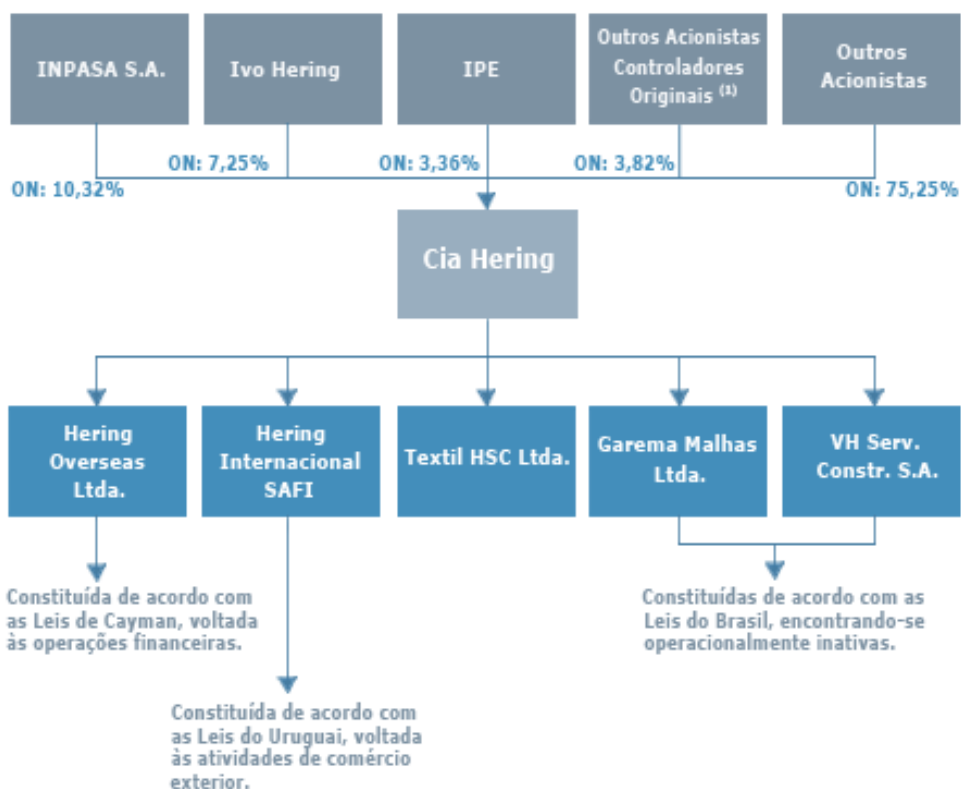 INPASA S.A.
Ivo Hering
IPE
Outros Acionistas
Controladores
Originais (1)
Outros
Acionistas
ON: 10,32%
ON: 7,25%
ON: 3,36%
ON: 3,82%
ON: 75,25%
Cia Hering
Hering
Overseas
Ltda.
Hering
Internacional
SAFI
Textil HSC Ltda.
Garema Malhas
Ltda.
VH Serv.
Constr. S.A.
Constituída de acordo com
as Leis de Cayman, voltada
às operações financeiras.
Constituída de acordo com
as Leis do Uruguai, voltada
às atividades de comércio
exterior.
Constituídas de acordo com as
Leis do Brasil, encontrando-se
operacionalmente inativas.